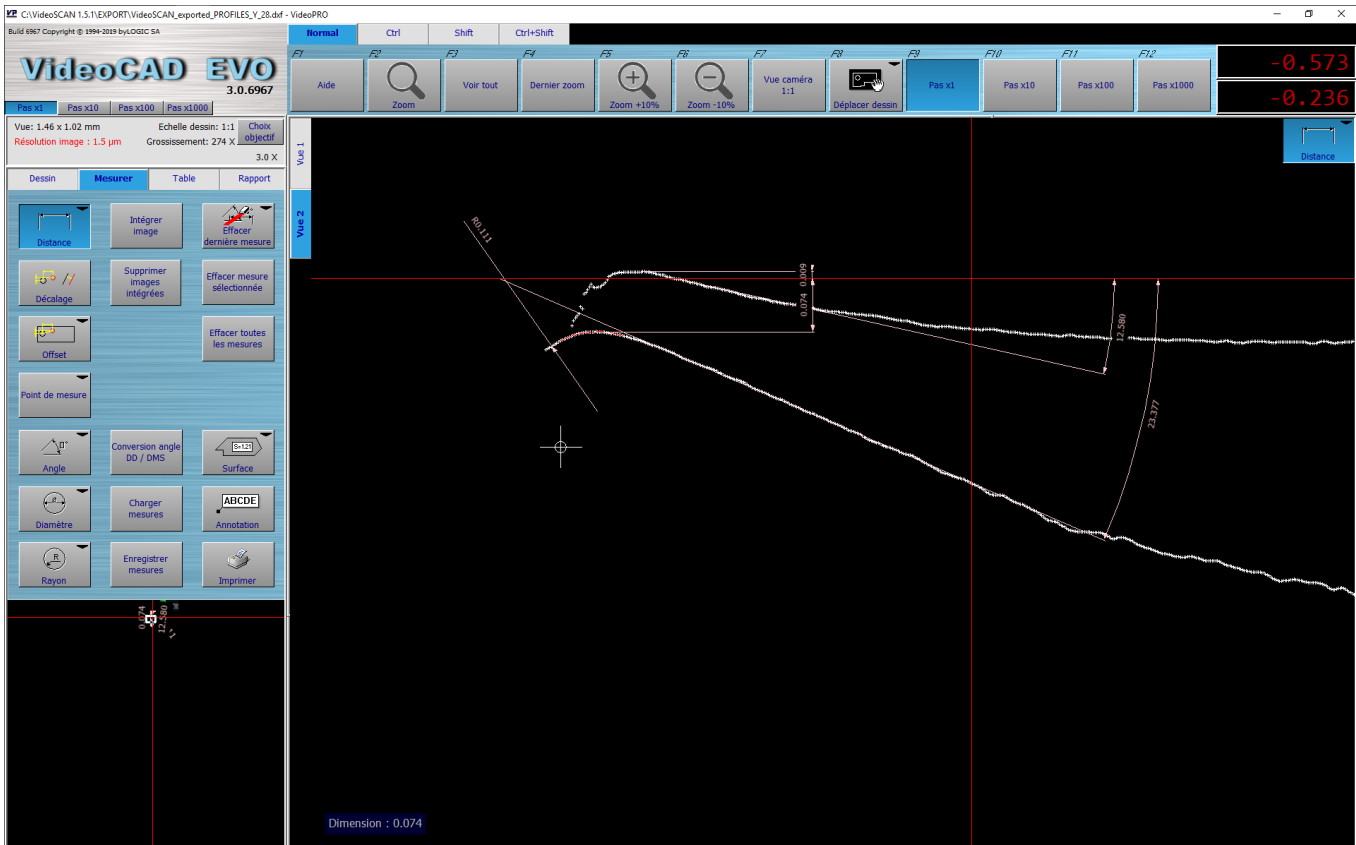 C:\VideoSCAN 1.5.1\EXPORT\VideoSCAN_exported_PROFILES_Y_28.dxf - VideoPRO
Build 6967 Copyright © 1994-2019 byLOGIC SA
VideoCAD EVO
3.0.6967
Pas x1 Pas x10 Pas x100 Pas x1000
Normal Ctrl Shift Ctrl+Shift
F1 F2 F3 F4 F5 F6 F7 F8 F9 F10 F11 F12
Aide
Zoom
Voir tout
Dernier zoom
Zoom +10%
Zoom -10%
Vue caméra
1:1
Déplacer dessin
Pas x1
Pas x10
Pas x100
Pas x1000
-0.573
-0.236
Vue: 1.46 x 1.02 mm
Echelle dessin: 1:1
Choix
objectif
Résolution image : 1.5 µm
Grossissement: 274 X
3.0 X
Dessin Mesurer Table Rapport
Distance
Intégrer
image
Effacer
dernière mesure
Décalage
Supprimer
images
intégrées
Effacer mesure
sélectionnée
Offset
Effacer toutes
les mesures
Point de mesure
Angle
Conversion angle
DD / DMS
S=1.21
Surface
Diamètre
Charger
mesures
ABCDE
Annotation
R
Rayon
Enregistrer
mesures
Imprimer
0.074
12.580
Vue 1
Vue 2
Distance
R0.111
0.009
0.074
12.580
23.377
Dimension : 0.074